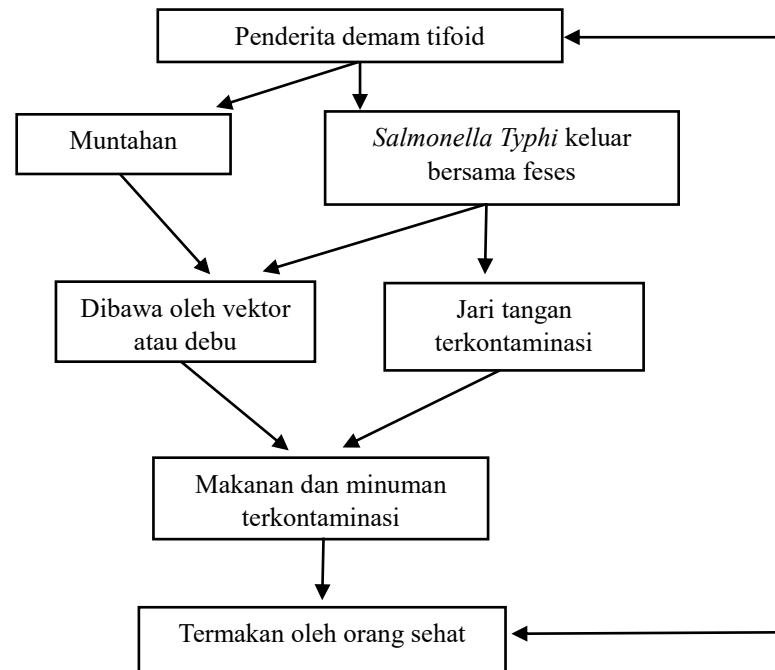 Penderita demam tifoid
Muntahan
Salmonella Typhi keluar
bersama feses
Dibawa oleh vektor
atau debu
Jari tangan
terkontaminasi
Makanan dan minuman
terkontaminasi
Termakan oleh orang sehat